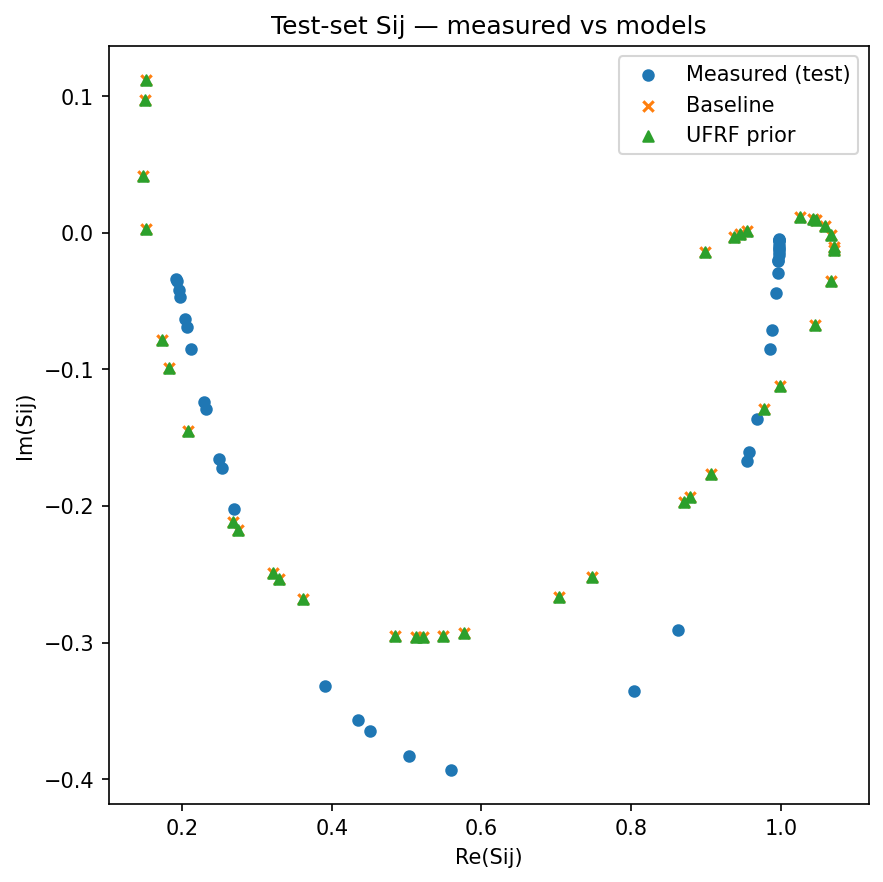 Test-set Sij — measured vs models
Measured (test)
Baseline
UFRF prior
0.1
0.0
−0.1
−0.2
−0.3
−0.4
Im(Sij)
0.2
0.4
0.6
0.8
1.0
Re(Sij)